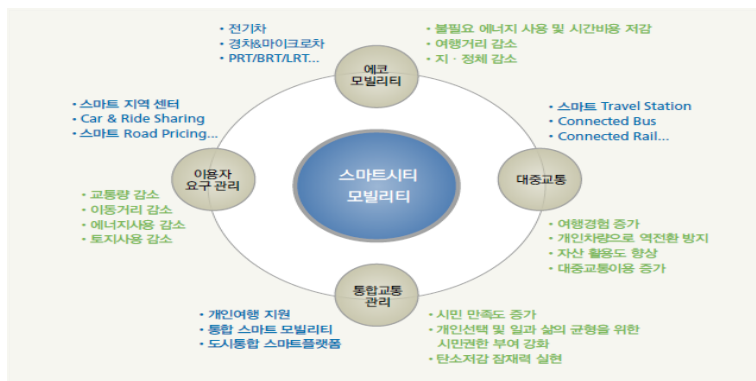 • 전기차
• 경차&마이크로차
• PRT/BRT/LRT...
에코
모빌리티
• 불필요 에너지 사용 및 시간비용 저감
• 여행거리 감소
• 지 · 정체 감소
• 스마트 지역 센터
• Car & Ride Sharing
• 스마트 Road Pricing...
이용자
요구 관리
• 교통량 감소
• 이동거리 감소
• 에너지사용 감소
• 토지사용 감소
스마트시티
모빌리티
• 스마트 Travel Station
• Connected Bus
• Connected Rail...
대중교통
• 여행경험 증가
• 개인차량으로 역전환 방지
• 자산 활용도 향상
• 대중교통이용 증가
통합교통
관리
• 개인여행 지원
• 통합 스마트 모빌리티
• 도시통합 스마트플랫폼
• 시민 만족도 증가
• 개인선택 및 일과 삶의 균형을 위한
시민권한 부여 강화
• 탄소저감 잠재력 실현